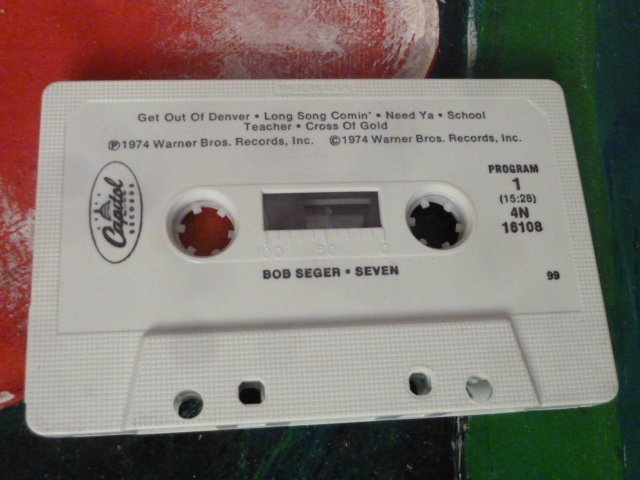 Get Out Of Denver • Long Song Comin' • Need Ya • School
Teacher • Cross Of Gold
℗1974 Warner Bros. Records, Inc. ©1974 Warner Bros. Records, Inc.
Capitol
RECORDS
PROGRAM
1
(15:28)
4N
16108
100 50 0
BOB SEGER • SEVEN
99